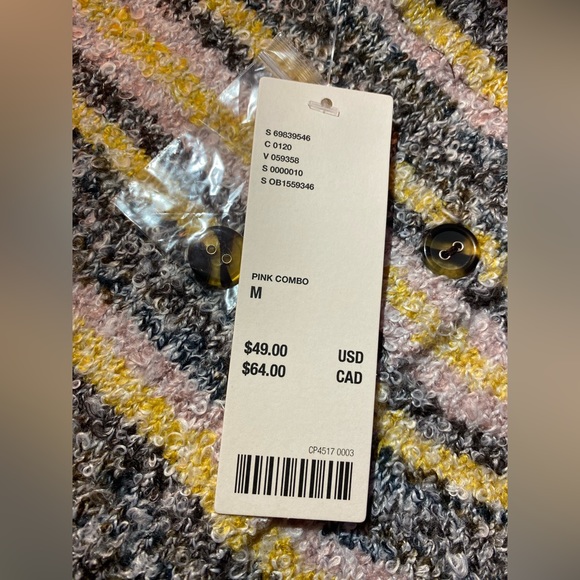 S 69839546
C 0120
V 059358
S 0000010
S OB1559346
PINK COMBO
M
$49.00 USD
$64.00 CAD
CP4517 0003